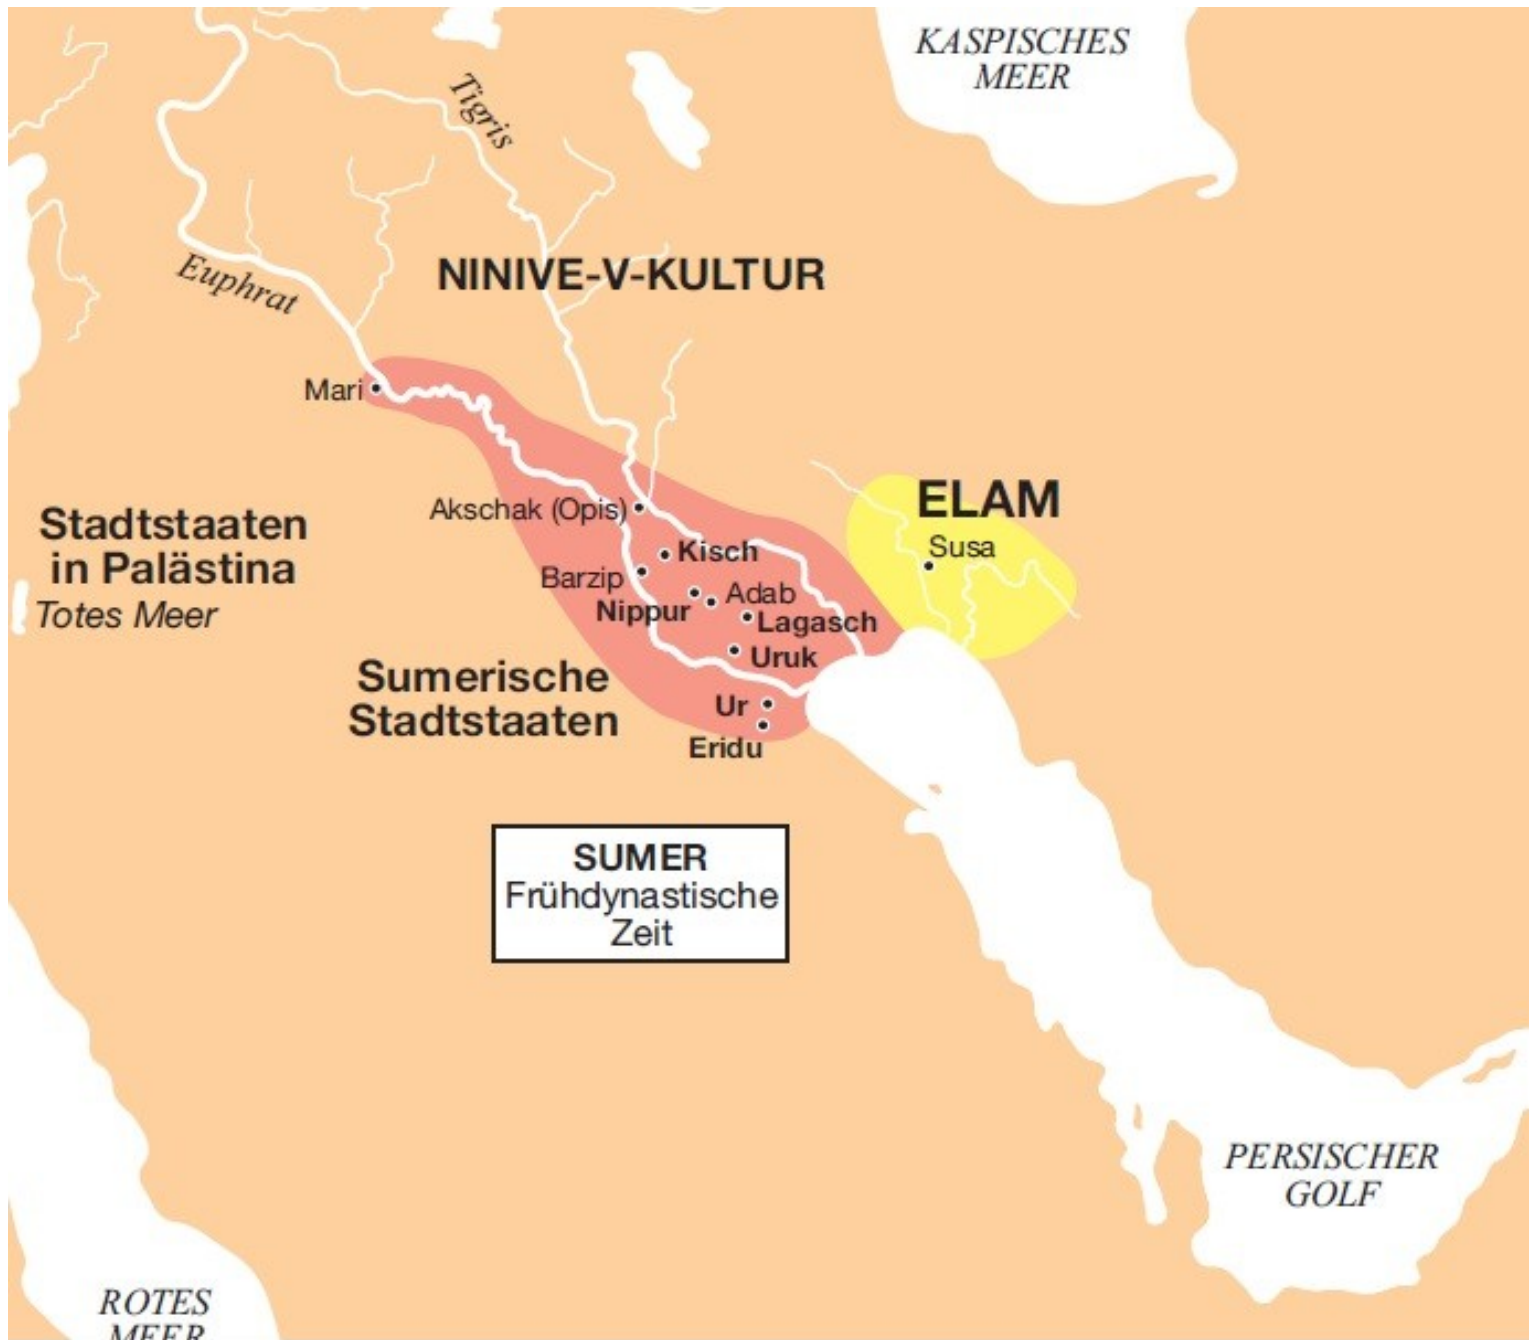 KASPISCHES
MEER
Tigris
NINIVE-V-KULTUR
Euphrat
Mari
ELAM
Susa
Akschak (Opis)
Stadtstaaten
in Palästina
Totes Meer
Kisch
Barzip
Adab
Nippur
Lagasch
Uruk
Sumerische
Stadtstaaten
Ur
Eridu
SUMER
Frühdynastische
Zeit
PERSISCHER
GOLF
ROTES
MEER